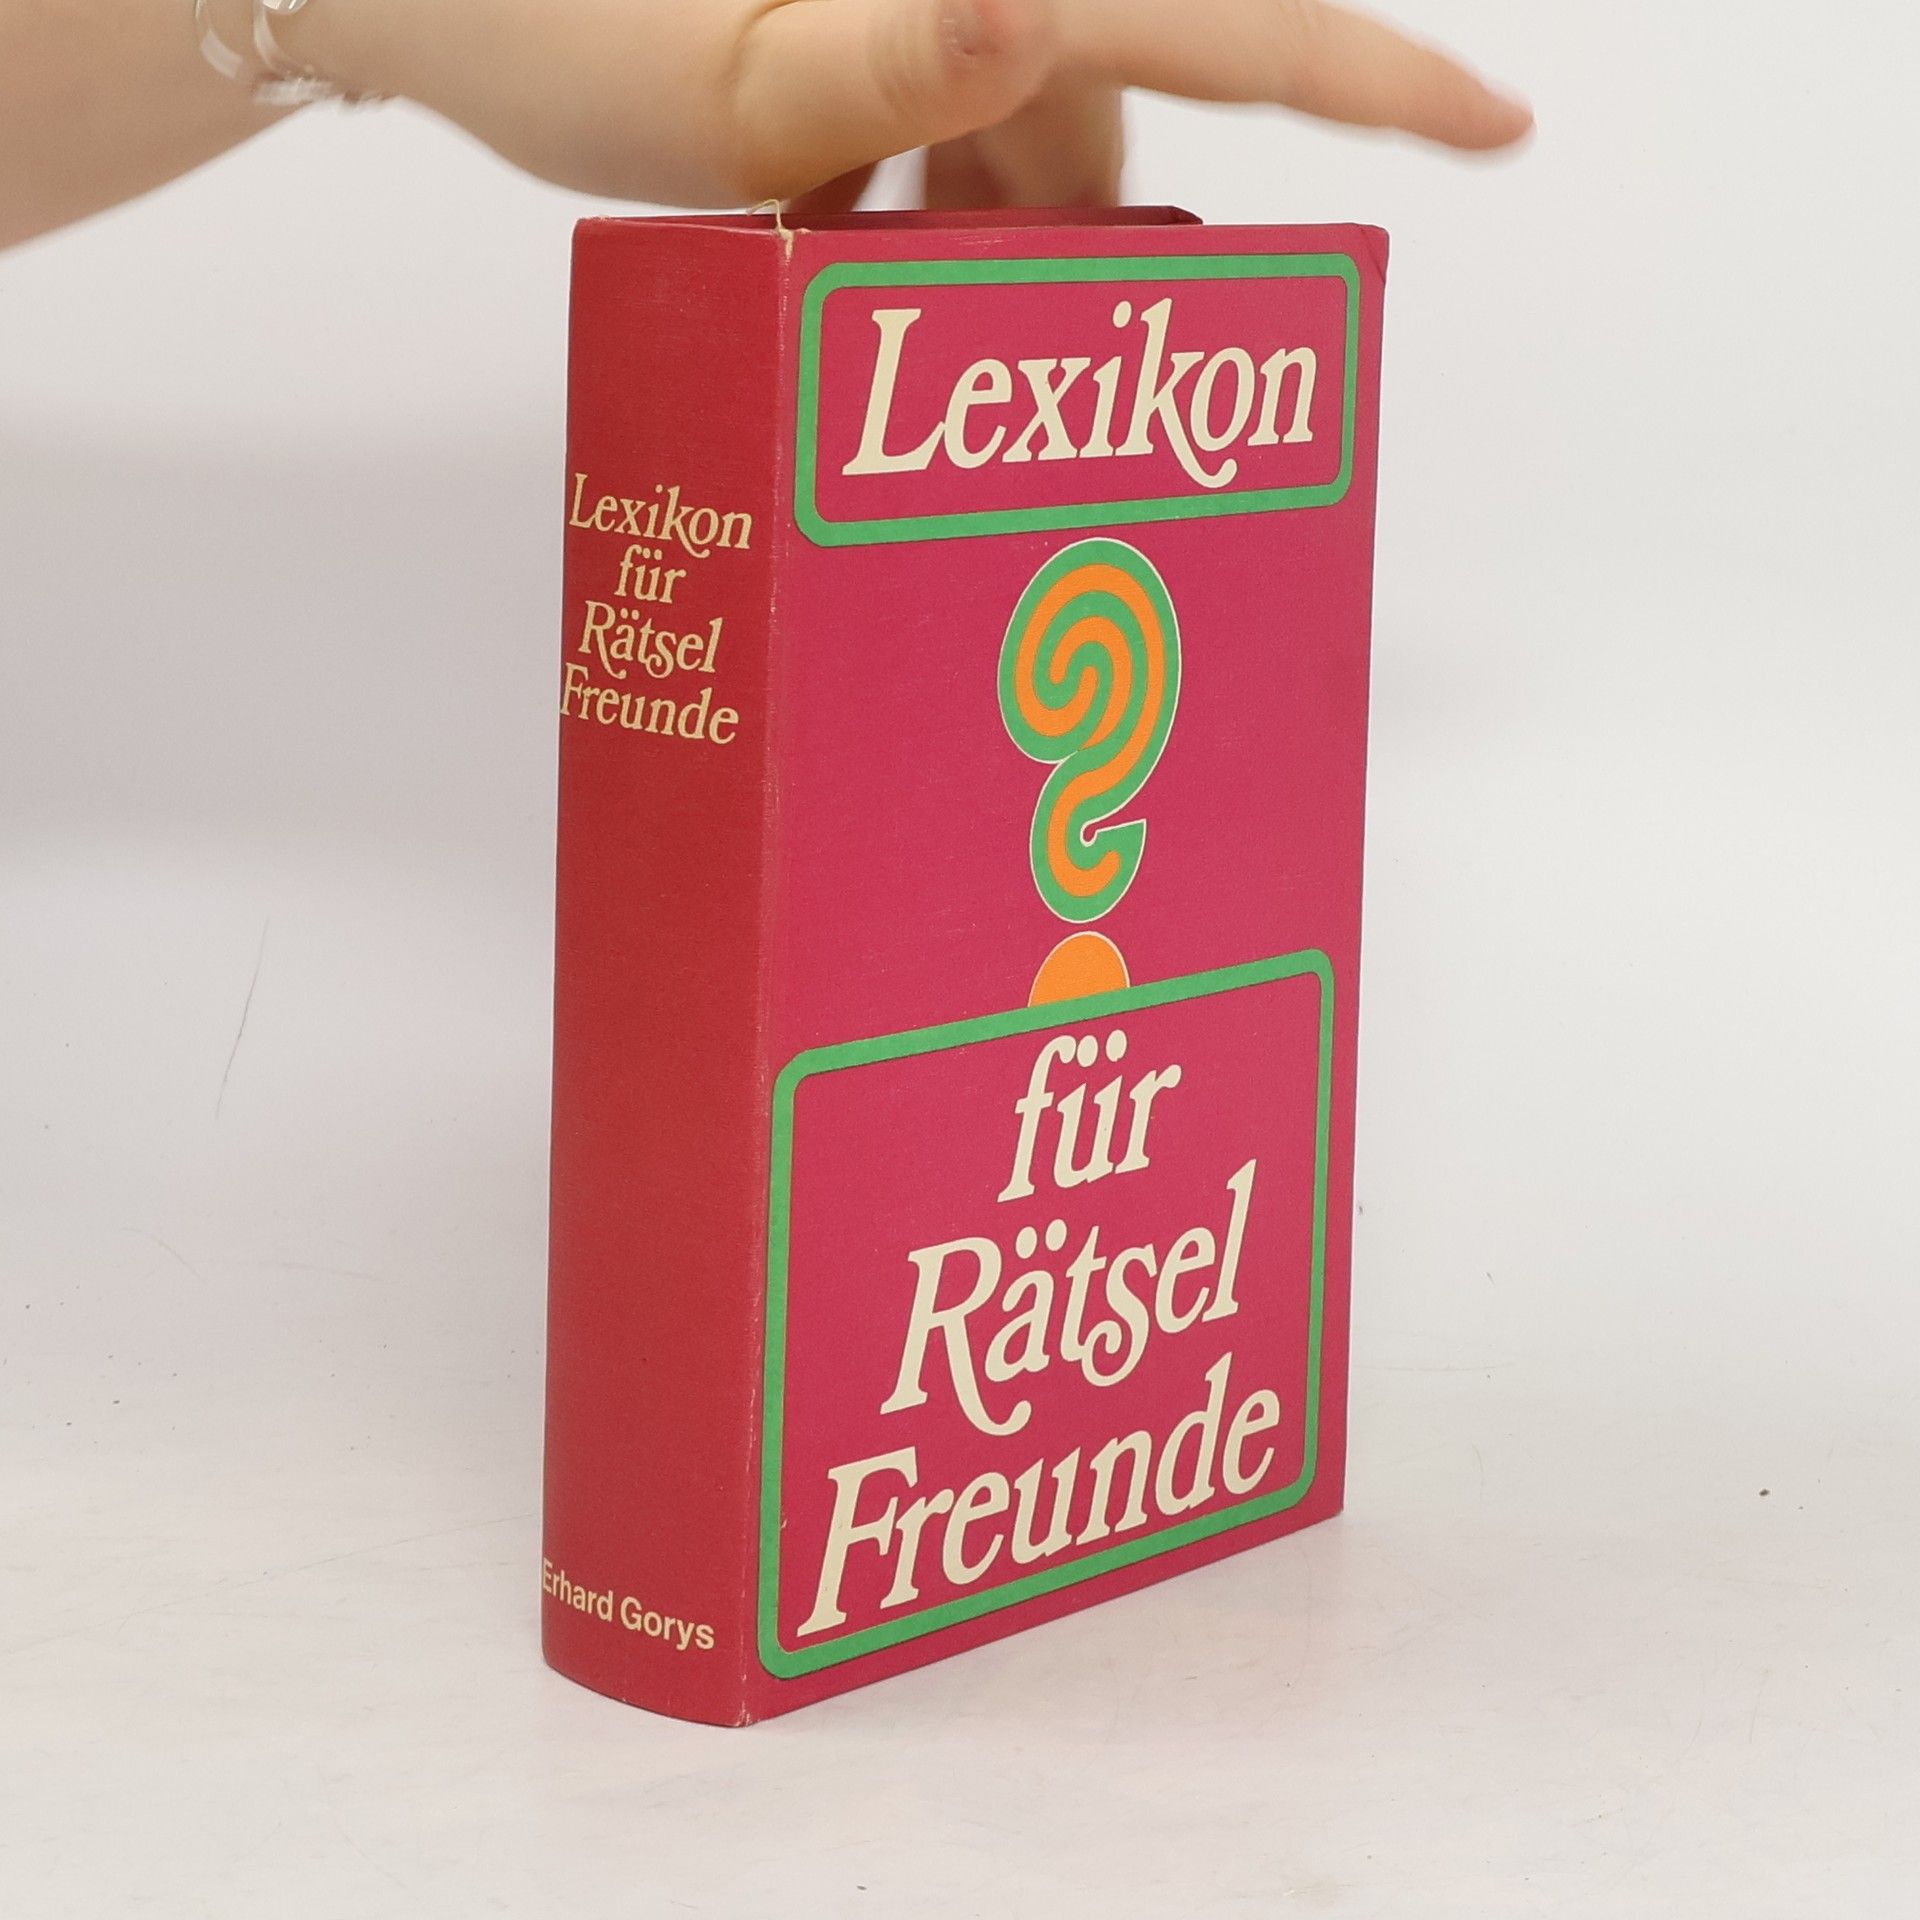 Lexikon
für
Rätsel
Freunde
Erhard Gorys
Lexikon
für
Rätsel
Freunde